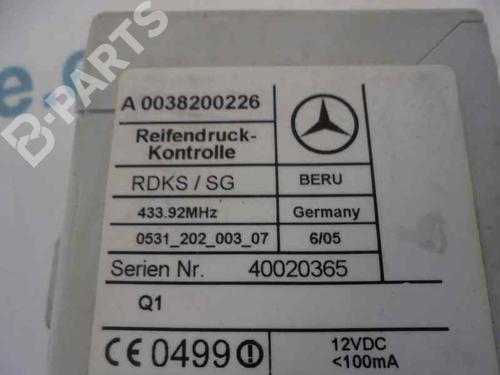 B-PARTS
A 0038200226
Reifendruck-
Kontrolle
RDKS / SG BERU
433.92MHz Germany
0531_202_003_07 6/05
Serien Nr. 40020365
Q1
CE 0499 12VDC
<100mA